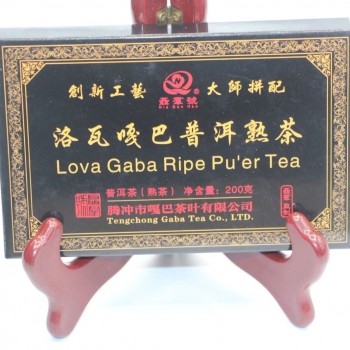 創新工藝 大師拼配
洛瓦嘎巴普洱熟茶
Lova Gaba Ripe Pu'er Tea
普洱茶(熟茶) 净含量:200克
腾冲市嘎巴茶叶有限公司
Tengchong Gaba Tea Co., LTD.